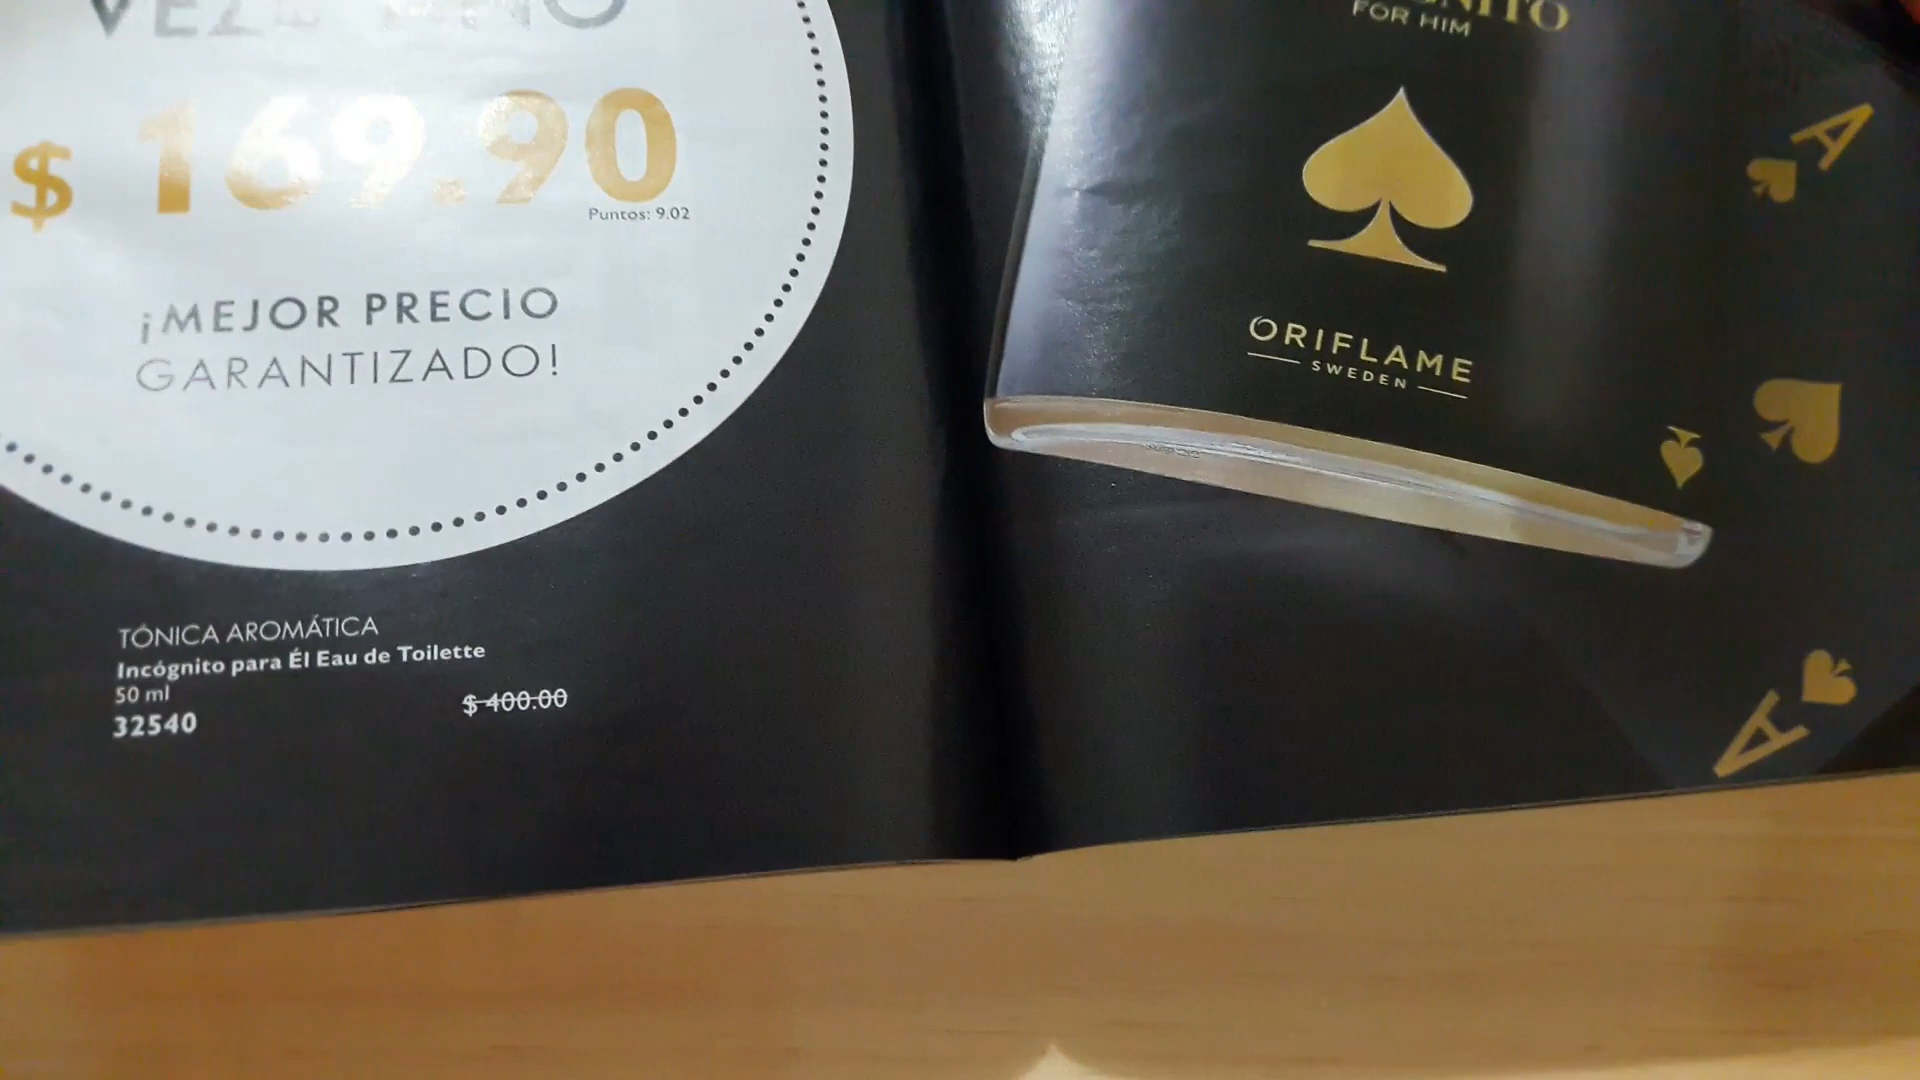 $ 169.90
Puntos: 9.02
¡MEJOR PRECIO
GARANTIZADO!
TÓNICA AROMÁTICA
Incógnito para Él Eau de Toilette
50 ml
$ 400.00
32540
FOR HIM
ORIFLAME
SWEDEN
A
A